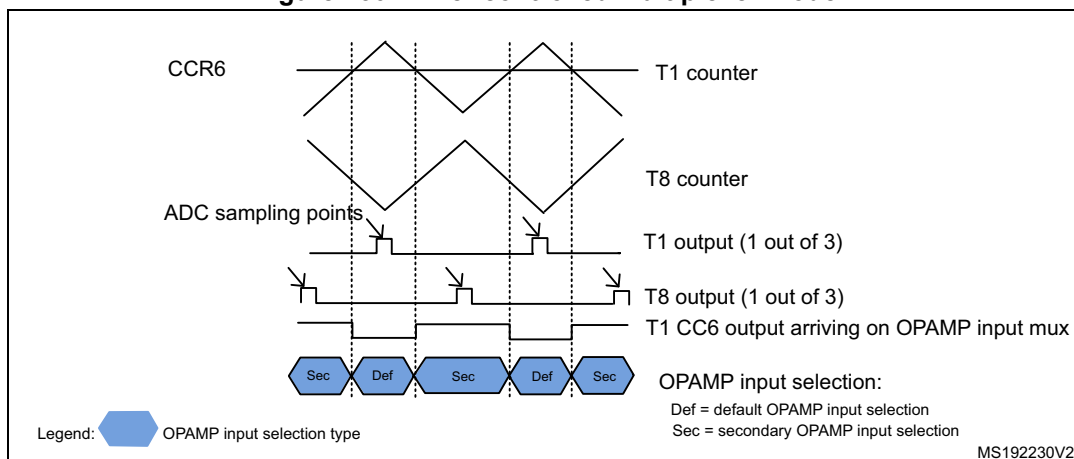 CCR6
T1 counter
T8 counter
ADC sampling points
T1 output (1 out of 3)
T8 output (1 out of 3)
T1 CC6 output arriving on OPAMP input mux
Sec Def Sec Def Sec
OPAMP input selection:
Def = default OPAMP input selection
Sec = secondary OPAMP input selection
Legend: OPAMP input selection type
MS192230V2